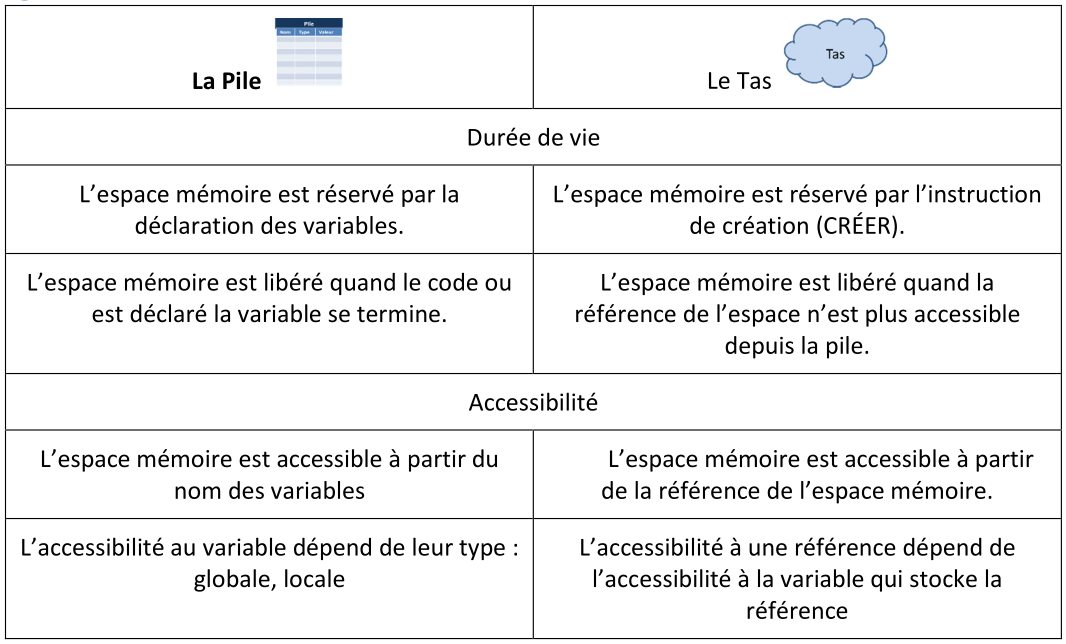 Pile
Nom Type Valeur
La Pile
Tas
Le Tas
Durée de vie
L’espace mémoire est réservé par la
déclaration des variables.
L’espace mémoire est réservé par l’instruction
de création (CRÉER).
L’espace mémoire est libéré quand le code ou
est déclaré la variable se termine.
L’espace mémoire est libéré quand la
référence de l’espace n’est plus accessible
depuis la pile.
Accessibilité
L’espace mémoire est accessible à partir du
nom des variables
L’espace mémoire est accessible à partir
de la référence de l’espace mémoire.
L’accessibilité au variable dépend de leur type :
globale, locale
L’accessibilité à une référence dépend de
l’accessibilité à la variable qui stocke la
référence